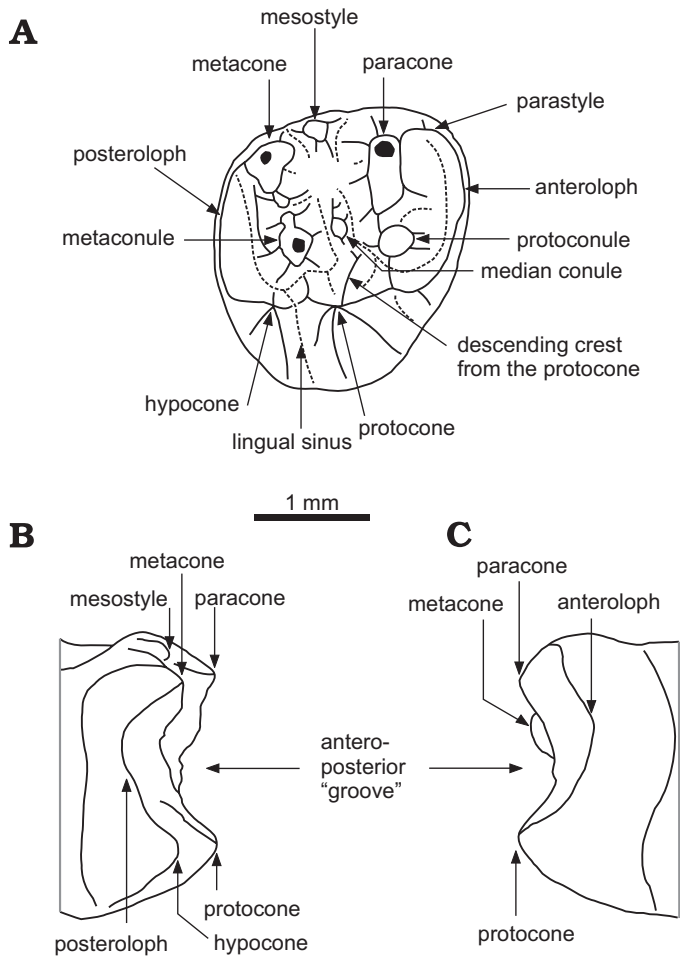 A
mesostyle
metacone
paracone
parastyle
posteroloph
anteroloph
metaconule
protoconule
median conule
descending crest
from the protocone
hypocone
protocone
lingual sinus
1 mm
B
C
metacone
paracone
mesostyle
paracone
metacone
anteroloph
antero-
posterior
“groove”
protocone
hypocone
posteroloph
protocone